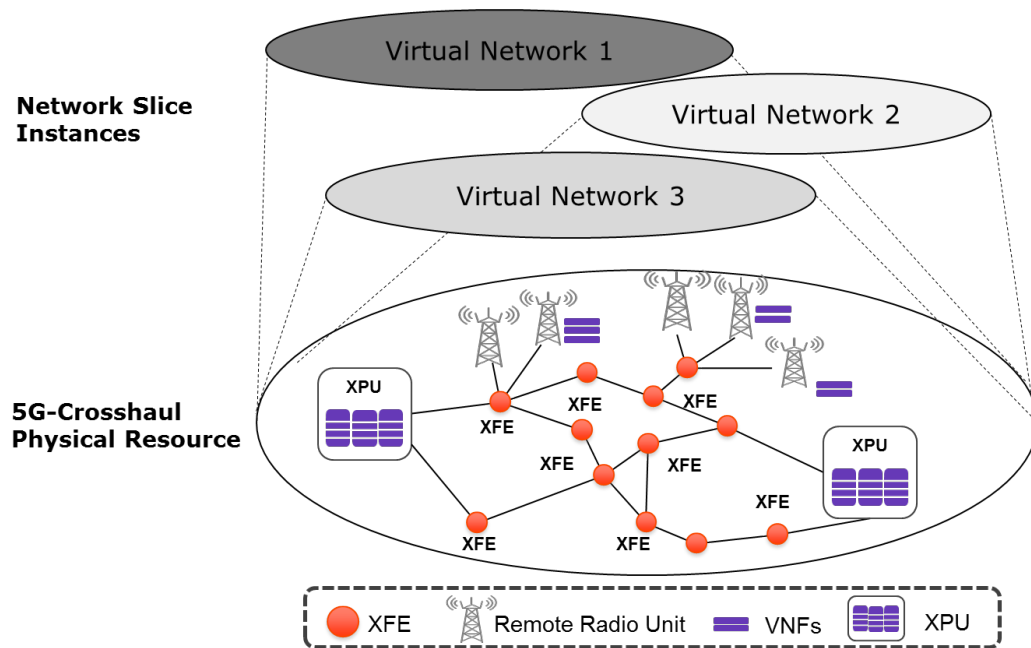 Virtual Network 1
Network Slice
Instances
Virtual Network 2
Virtual Network 3
5G-Crosshaul
Physical Resource
XPU
XFE
XFE
XFE
XFE
XFE
XPU
XFE
XFE
XFE
XFE
Remote Radio Unit
VNFs
XPU